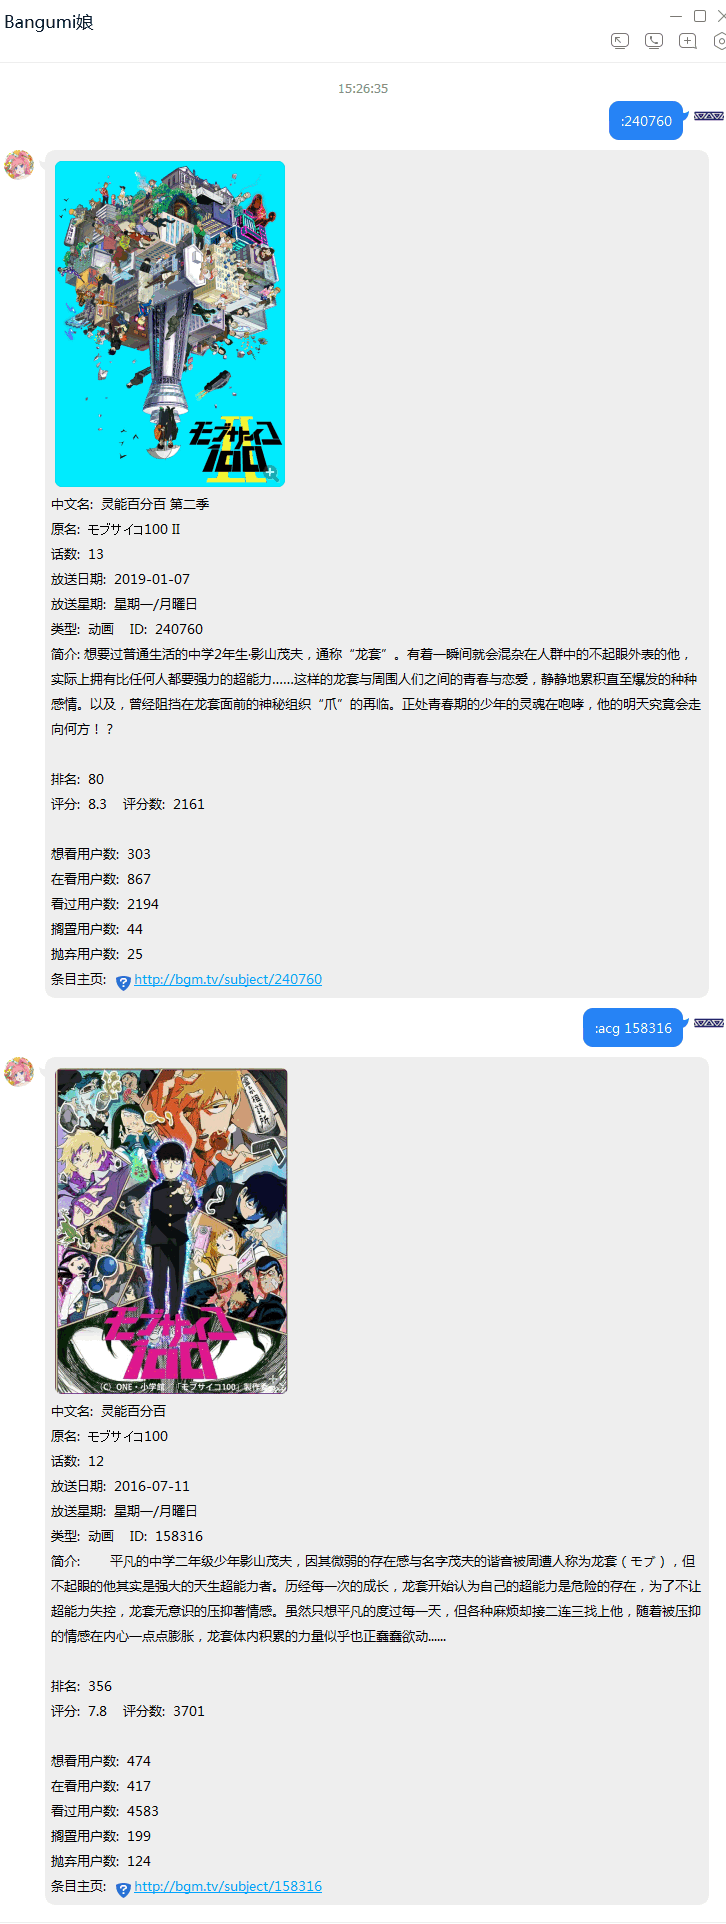 Bangumi娘
15:26:35
:240760
モブサイコ
100
II
中文名: 灵能百分百 第二季
原名: モブサイコ100 II
话数: 13
放送日期: 2019-01-07
放送星期: 星期一/月曜日
类型: 动画 ID: 240760
简介: 想要过普通生活的中学2年生·影山茂夫，通称“龙套”。有着一瞬间就会混杂在人群中的不起眼外表的他，
实际上拥有比任何人都要强力的超能力……这样的龙套与周围人们之间的青春与恋爱，静静地累积直至爆发的种种
感情。以及，曾经阻挡在龙套面前的神秘组织“爪”的再临。正处青春期的少年的灵魂在咆哮，他的明天究竟会走
向何方！？
排名: 80
评分: 8.3 评分数: 2161
想看用户数: 303
在看用户数: 867
看过用户数: 2194
搁置用户数: 44
抛弃用户数: 25
条目主页: http://bgm.tv/subject/240760
:acg 158316
相談所
モブサイコ
100
(C) ONE・小学館／「モブサイコ100」製作委
中文名: 灵能百分百
原名: モブサイコ100
话数: 12
放送日期: 2016-07-11
放送星期: 星期一/月曜日
类型: 动画 ID: 158316
简介: 平凡的中学二年级少年影山茂夫，因其微弱的存在感与名字茂夫的谐音被周遭人称为龙套（モブ），但
不起眼的他其实是强大的天生超能力者。历经每一次的成长，龙套开始认为自己的超能力是危险的存在，为了不让
超能力失控，龙套无意识的压抑著情感。虽然只想平凡的度过每一天，但各种麻烦却接二连三找上他，随着被压抑
的情感在内心一点点膨胀，龙套体内积累的力量似乎也正蠢蠢欲动......
排名: 356
评分: 7.8 评分数: 3701
想看用户数: 474
在看用户数: 417
看过用户数: 4583
搁置用户数: 199
抛弃用户数: 124
条目主页: http://bgm.tv/subject/158316